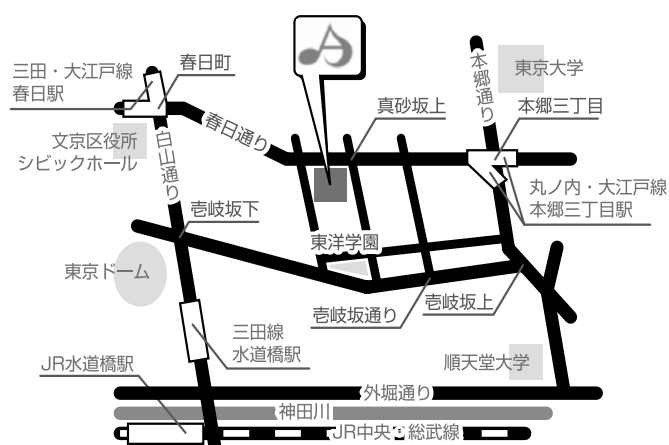 三田・大江戸線
春日駅
春日町
本郷通り
東京大学
真砂坂上
本郷三丁目
春日通り
文京区役所
シビックホール
白山通り
丸ノ内・大江戸線
本郷三丁目駅
壱岐坂下
東洋学園
東京ドーム
壱岐坂通り
壱岐坂上
三田線
水道橋駅
JR水道橋駅
順天堂大学
外堀通り
神田川
JR中央・総武線